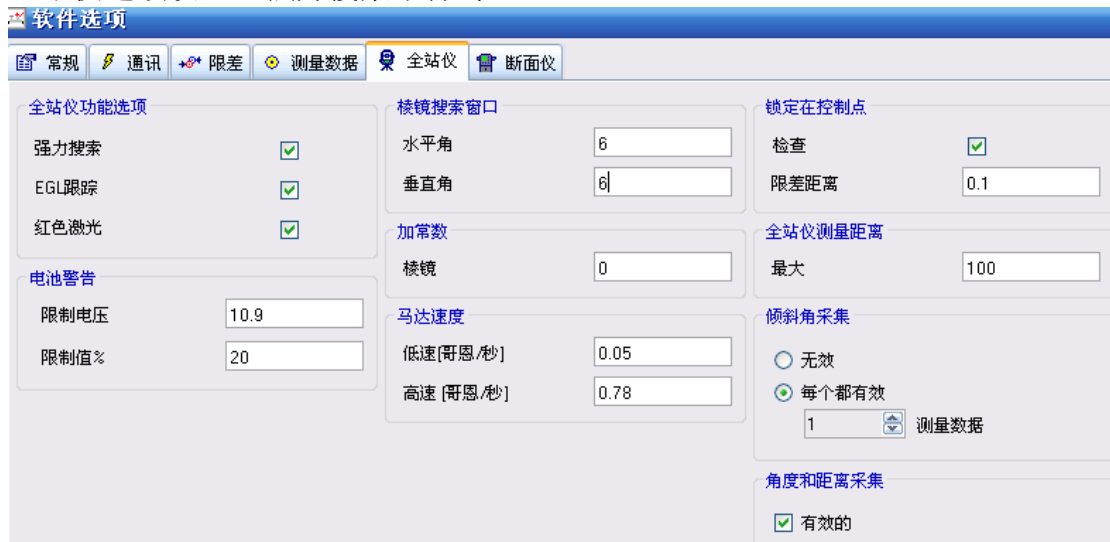 软件选项
常规 通讯 限差 测量数据 全站仪 断面仪
全站仪功能选项
强力搜索
EGL跟踪
红色激光
电池警告
限制电压 10.9
限制值% 20
棱镜搜索窗口
水平角 6
垂直角 6
加常数
棱镜 0
马达速度
低速[哥恩/秒] 0.05
高速 [哥恩/秒] 0.78
锁定在控制点
检查
限差距离 0.1
全站仪测量距离
最大 100
倾斜角采集
无效
每个都有效
1 测量数据
角度和距离采集
有效的